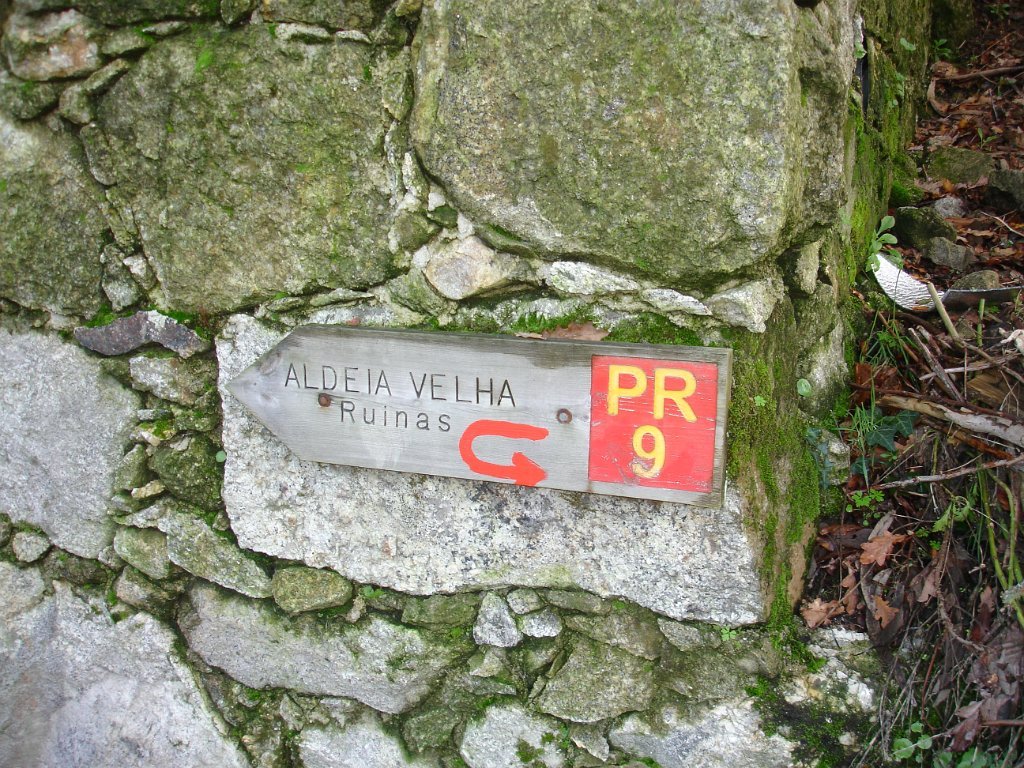 ALDEIA VELHA
Ruinas
PR
9